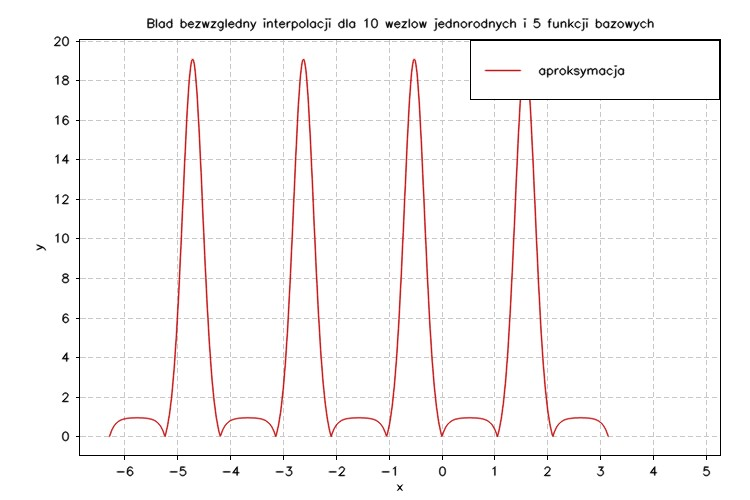 Blad bezwzgledny interpolacji dla 10 wezlow jednorodnych i 5 funkcji bazowych
20
aproksymacja
18
16
14
12
y
10
8
6
4
2
0
-6 -5 -4 -3 -2 -1 0 1 2 3 4 5
x